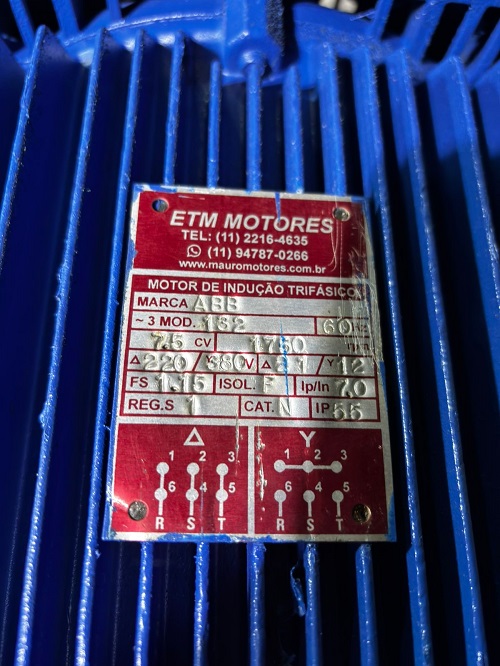 ETM MOTORES
TEL: (11) 2216-4635
(11) 94787-0266
www.mauromotores.com.br
MOTOR DE INDUÇÃO TRIFÁSICO
MARCA ABB
~ 3 MOD. 132 60
7.5 CV 1750
Δ 220 / Y 380 V Δ 21 / Y 12
FS 1.15 ISOL. F Ip/In 7.0
REG.S 1 CAT. N IP 55
Δ Y
1 2 3 1 2 3
6 4 5 6 4 5
R S T R S T